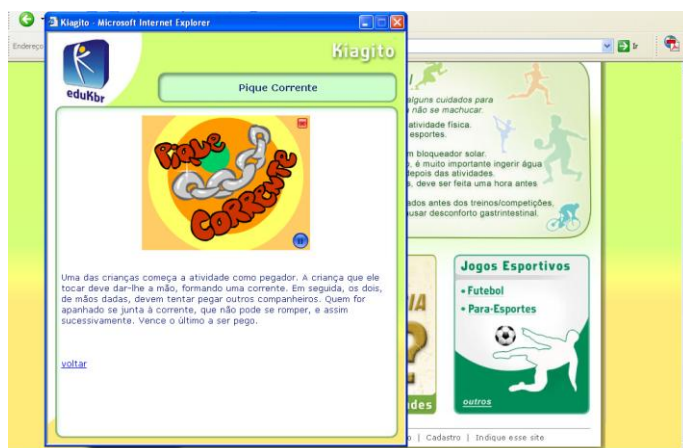 Kiagito - Microsoft Internet Explorer
Endereço
Ir
eduKbr
Kiagito
Pique Corrente
PIQUE
CORRENTE
Uma das crianças começa a atividade como pegador. A criança que ele
tocar deve dar-lhe a mão, formando uma corrente. Em seguida, os dois,
de mãos dadas, devem tentar pegar outros companheiros. Quem for
apanhado se junta à corrente, que não pode se romper, e assim
sucessivamente. Vence o último a ser pego.
voltar
alguns cuidados para
não se machucar.
atividade física.
esportes.
m bloqueador solar.
é muito importante ingerir água
depois das atividades.
deve ser feita uma hora antes
ados antes dos treinos/competições,
usar desconforto gastrintestinal.
IA
?
des
Jogos Esportivos
• Futebol
• Para-Esportes
outros
| Cadastro | Indique esse site